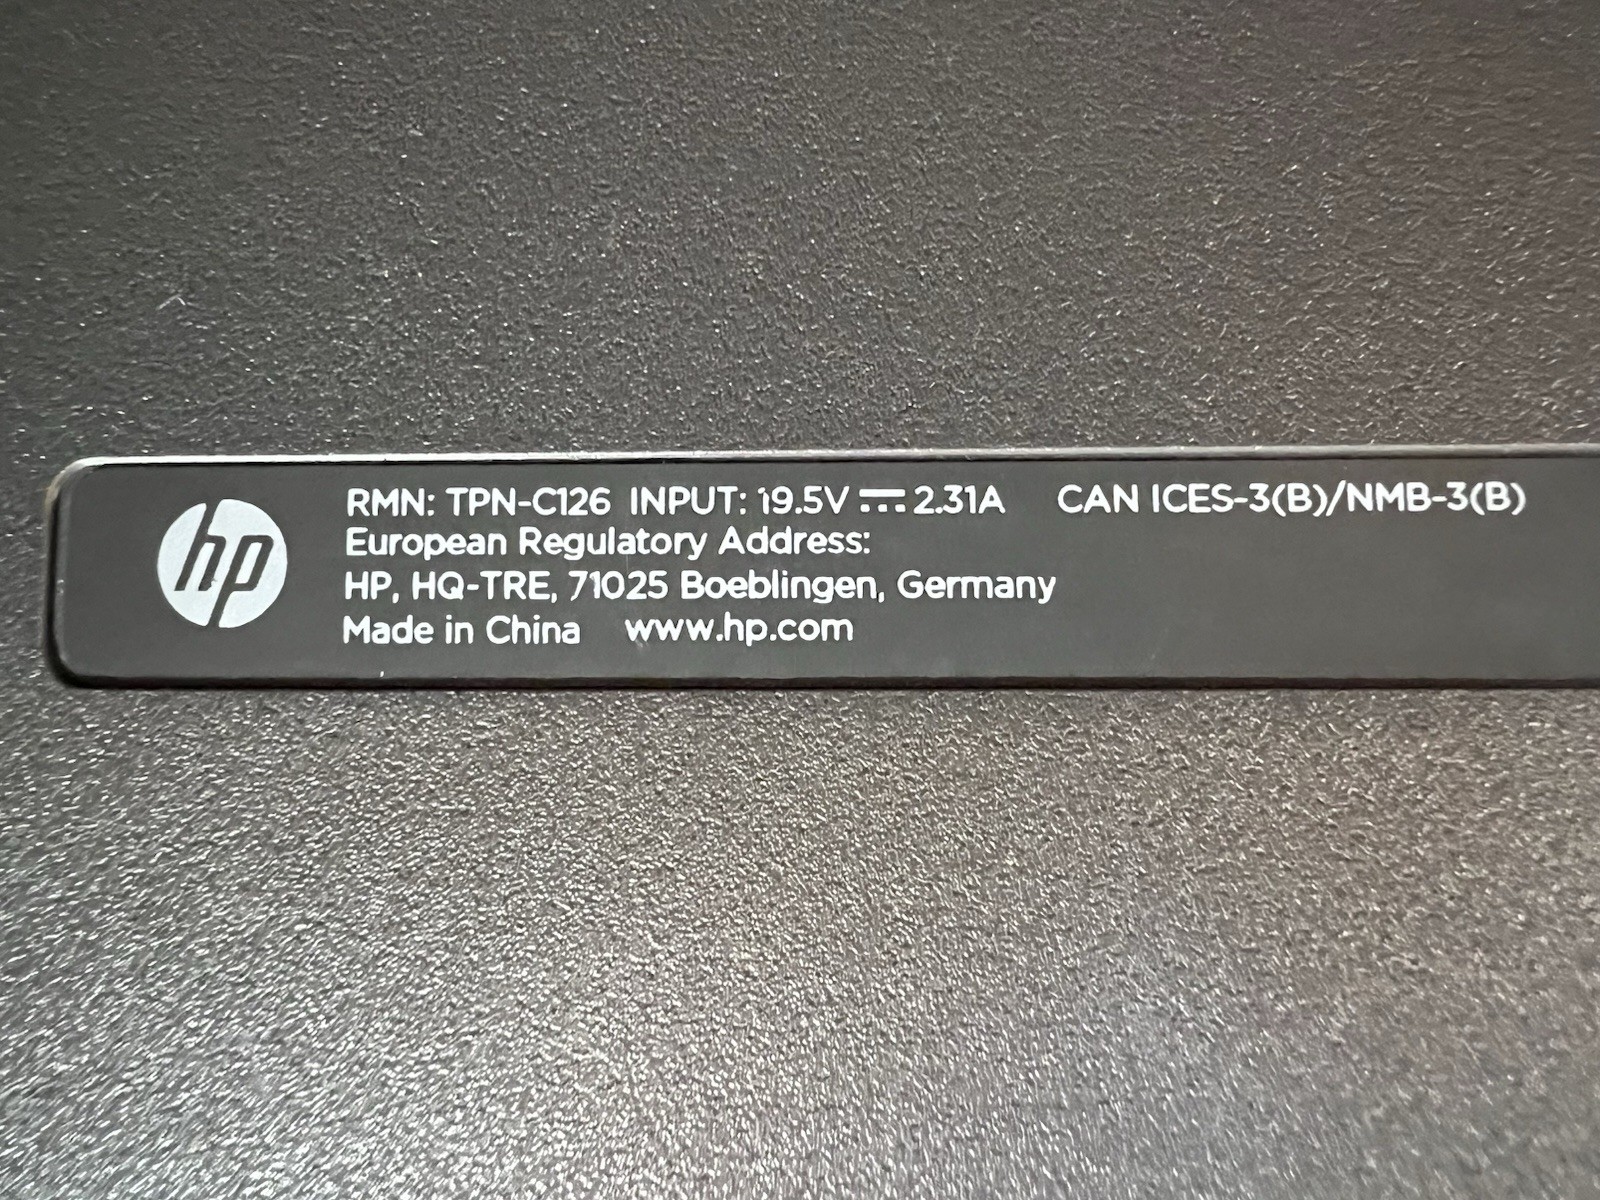 hp
RMN: TPN-C126 INPUT: 19.5V ⎓ 2.31A CAN ICES-3(B)/NMB-3(B)
European Regulatory Address:
HP, HQ-TRE, 71025 Boeblingen, Germany
Made in China www.hp.com